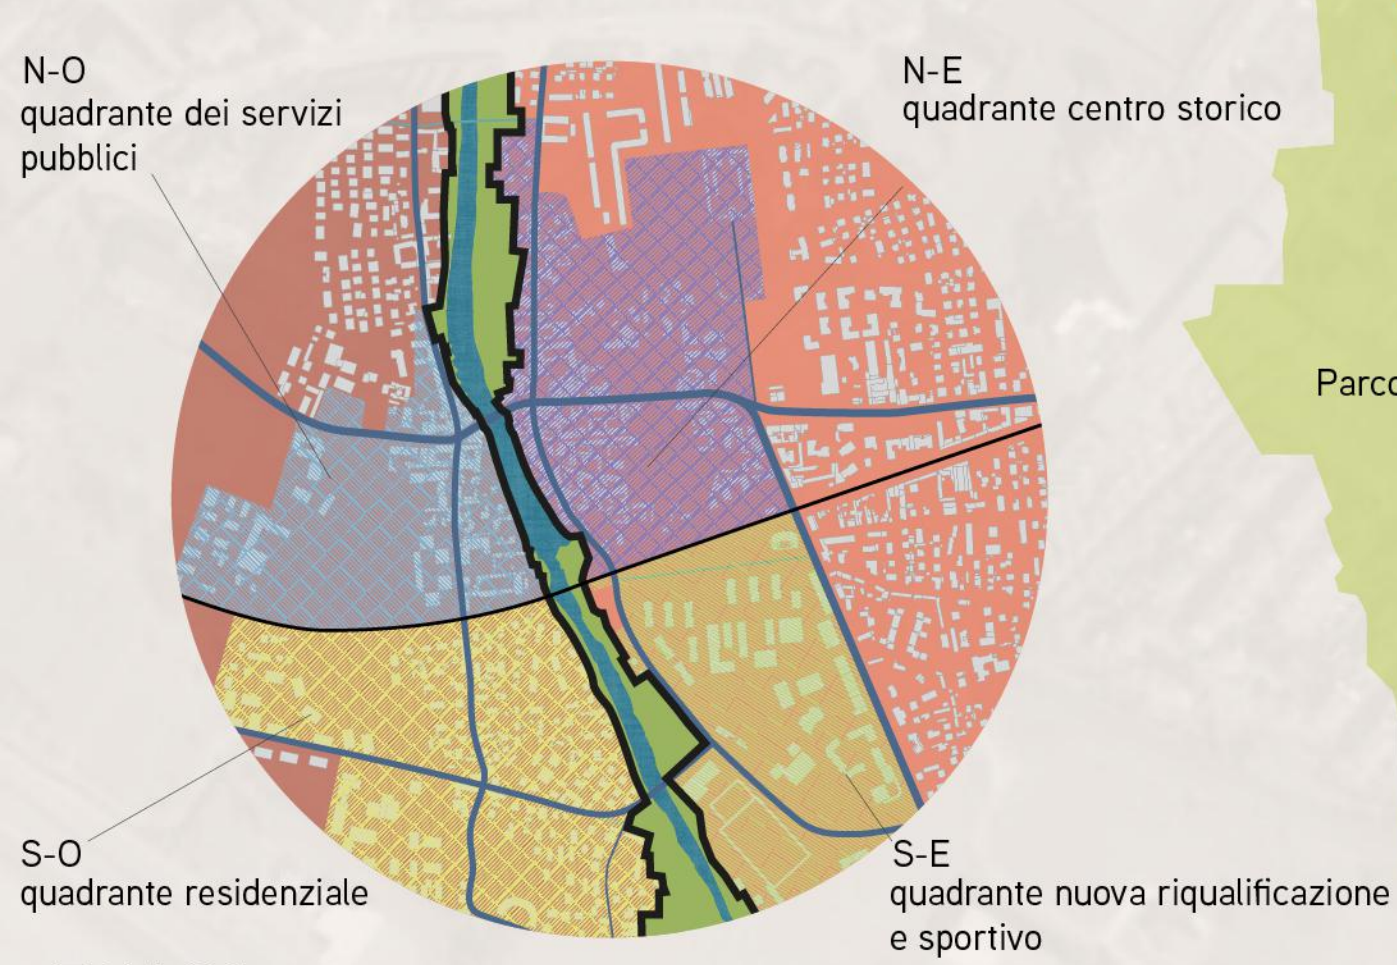 N-O
quadrante dei servizi
pubblici
N-E
quadrante centro storico
Parco
S-O
quadrante residenziale
S-E
quadrante nuova riqualificazione
e sportivo